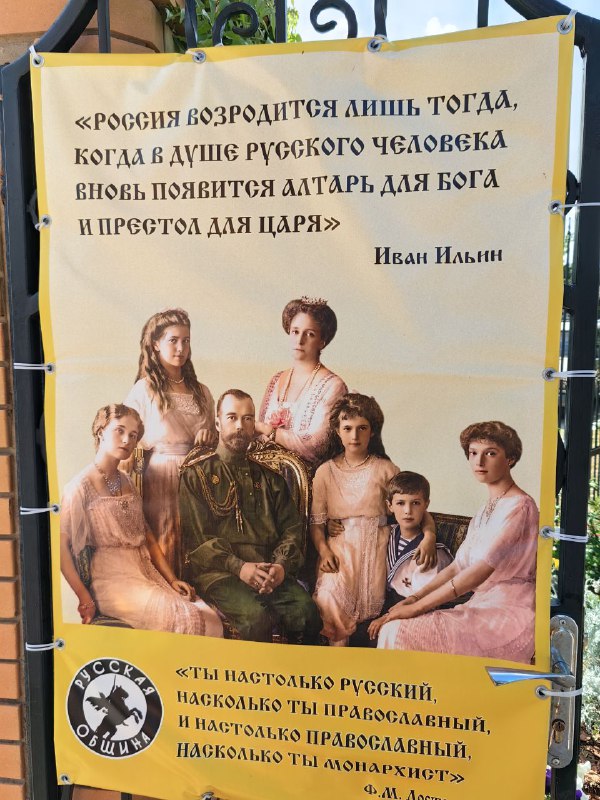 «РОССИЯ ВОЗРОДИТСЯ ЛИШЬ ТОГДА,
КОГДА В ДУШЕ РУССКОГО ЧЕЛОВЕКА
ВНОВЬ ПОЯВИТСЯ АЛТАРЬ ДЛЯ БОГА
И ПРЕСТОЛ ДЛЯ ЦАРЯ»
Иван Ильин
РУССКАЯ
ОБЩИНА
«ТЫ НАСТОЛЬКО РУССКИЙ,
НАСКОЛЬКО ТЫ ПРАВОСЛАВНЫЙ,
И НАСТОЛЬКО ПРАВОСЛАВНЫЙ,
НАСКОЛЬКО ТЫ МОНАРХИСТ»
Ф.М.